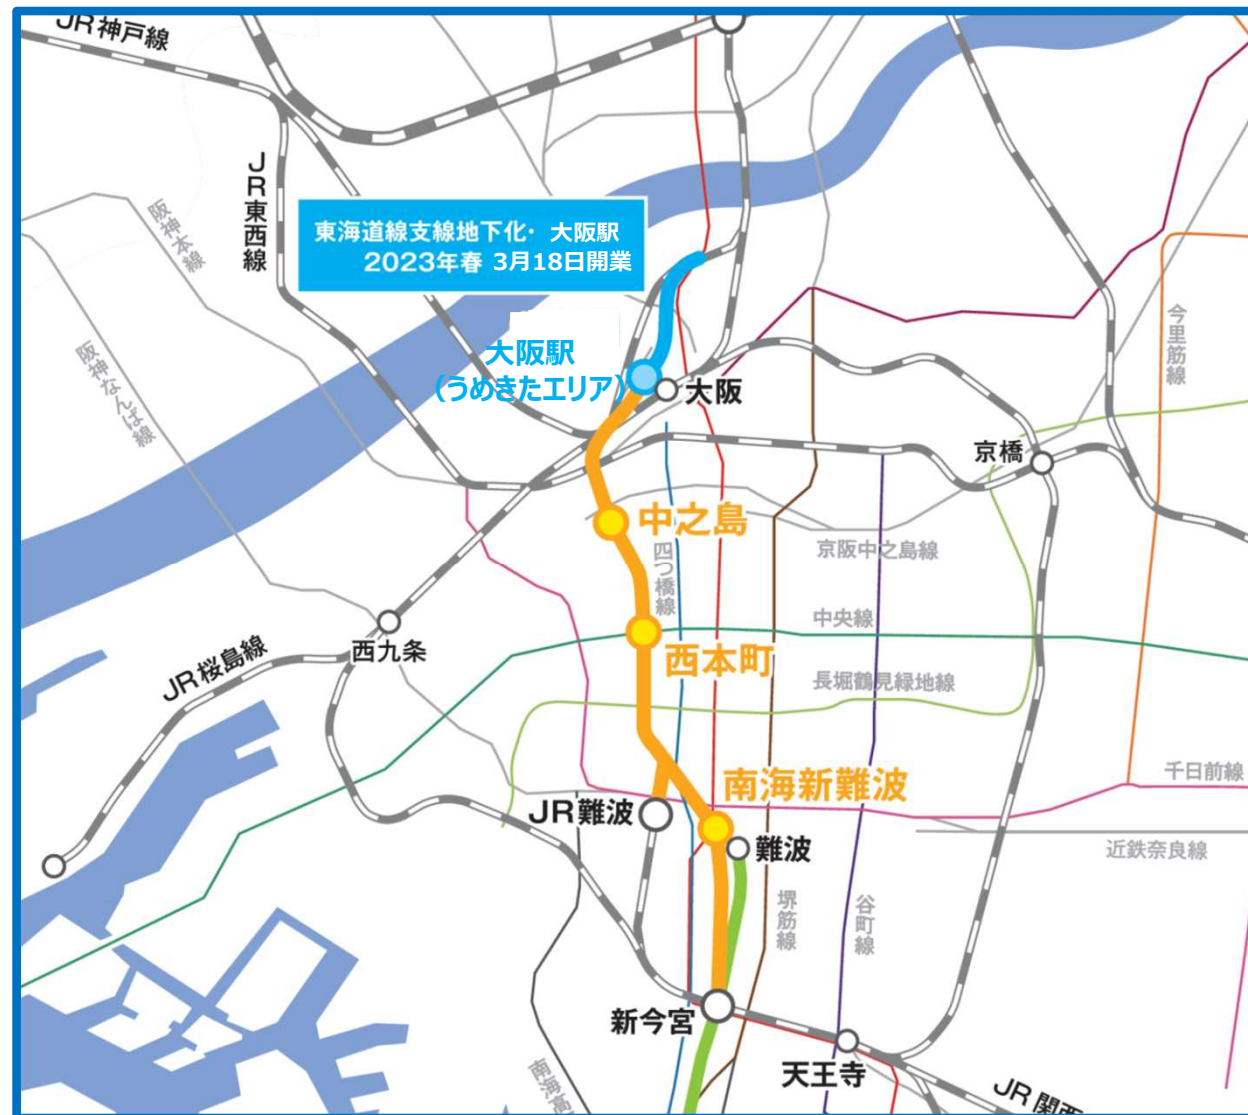 JR神戸線
JR東西線
阪神本線
東海道線支線地下化・ 大阪駅
2023年春 3月18日開業
今里筋線
阪神なんば線
大阪駅
(うめきたエリア)
大阪
京橋
中之島
四つ橋線
京阪中之島線
中央線
西九条
西本町
JR桜島線
長堀鶴見緑地線
千日前線
南海新難波
JR難波
難波
近鉄奈良線
堺筋線
谷町線
新今宮
天王寺
南海高
JR関西